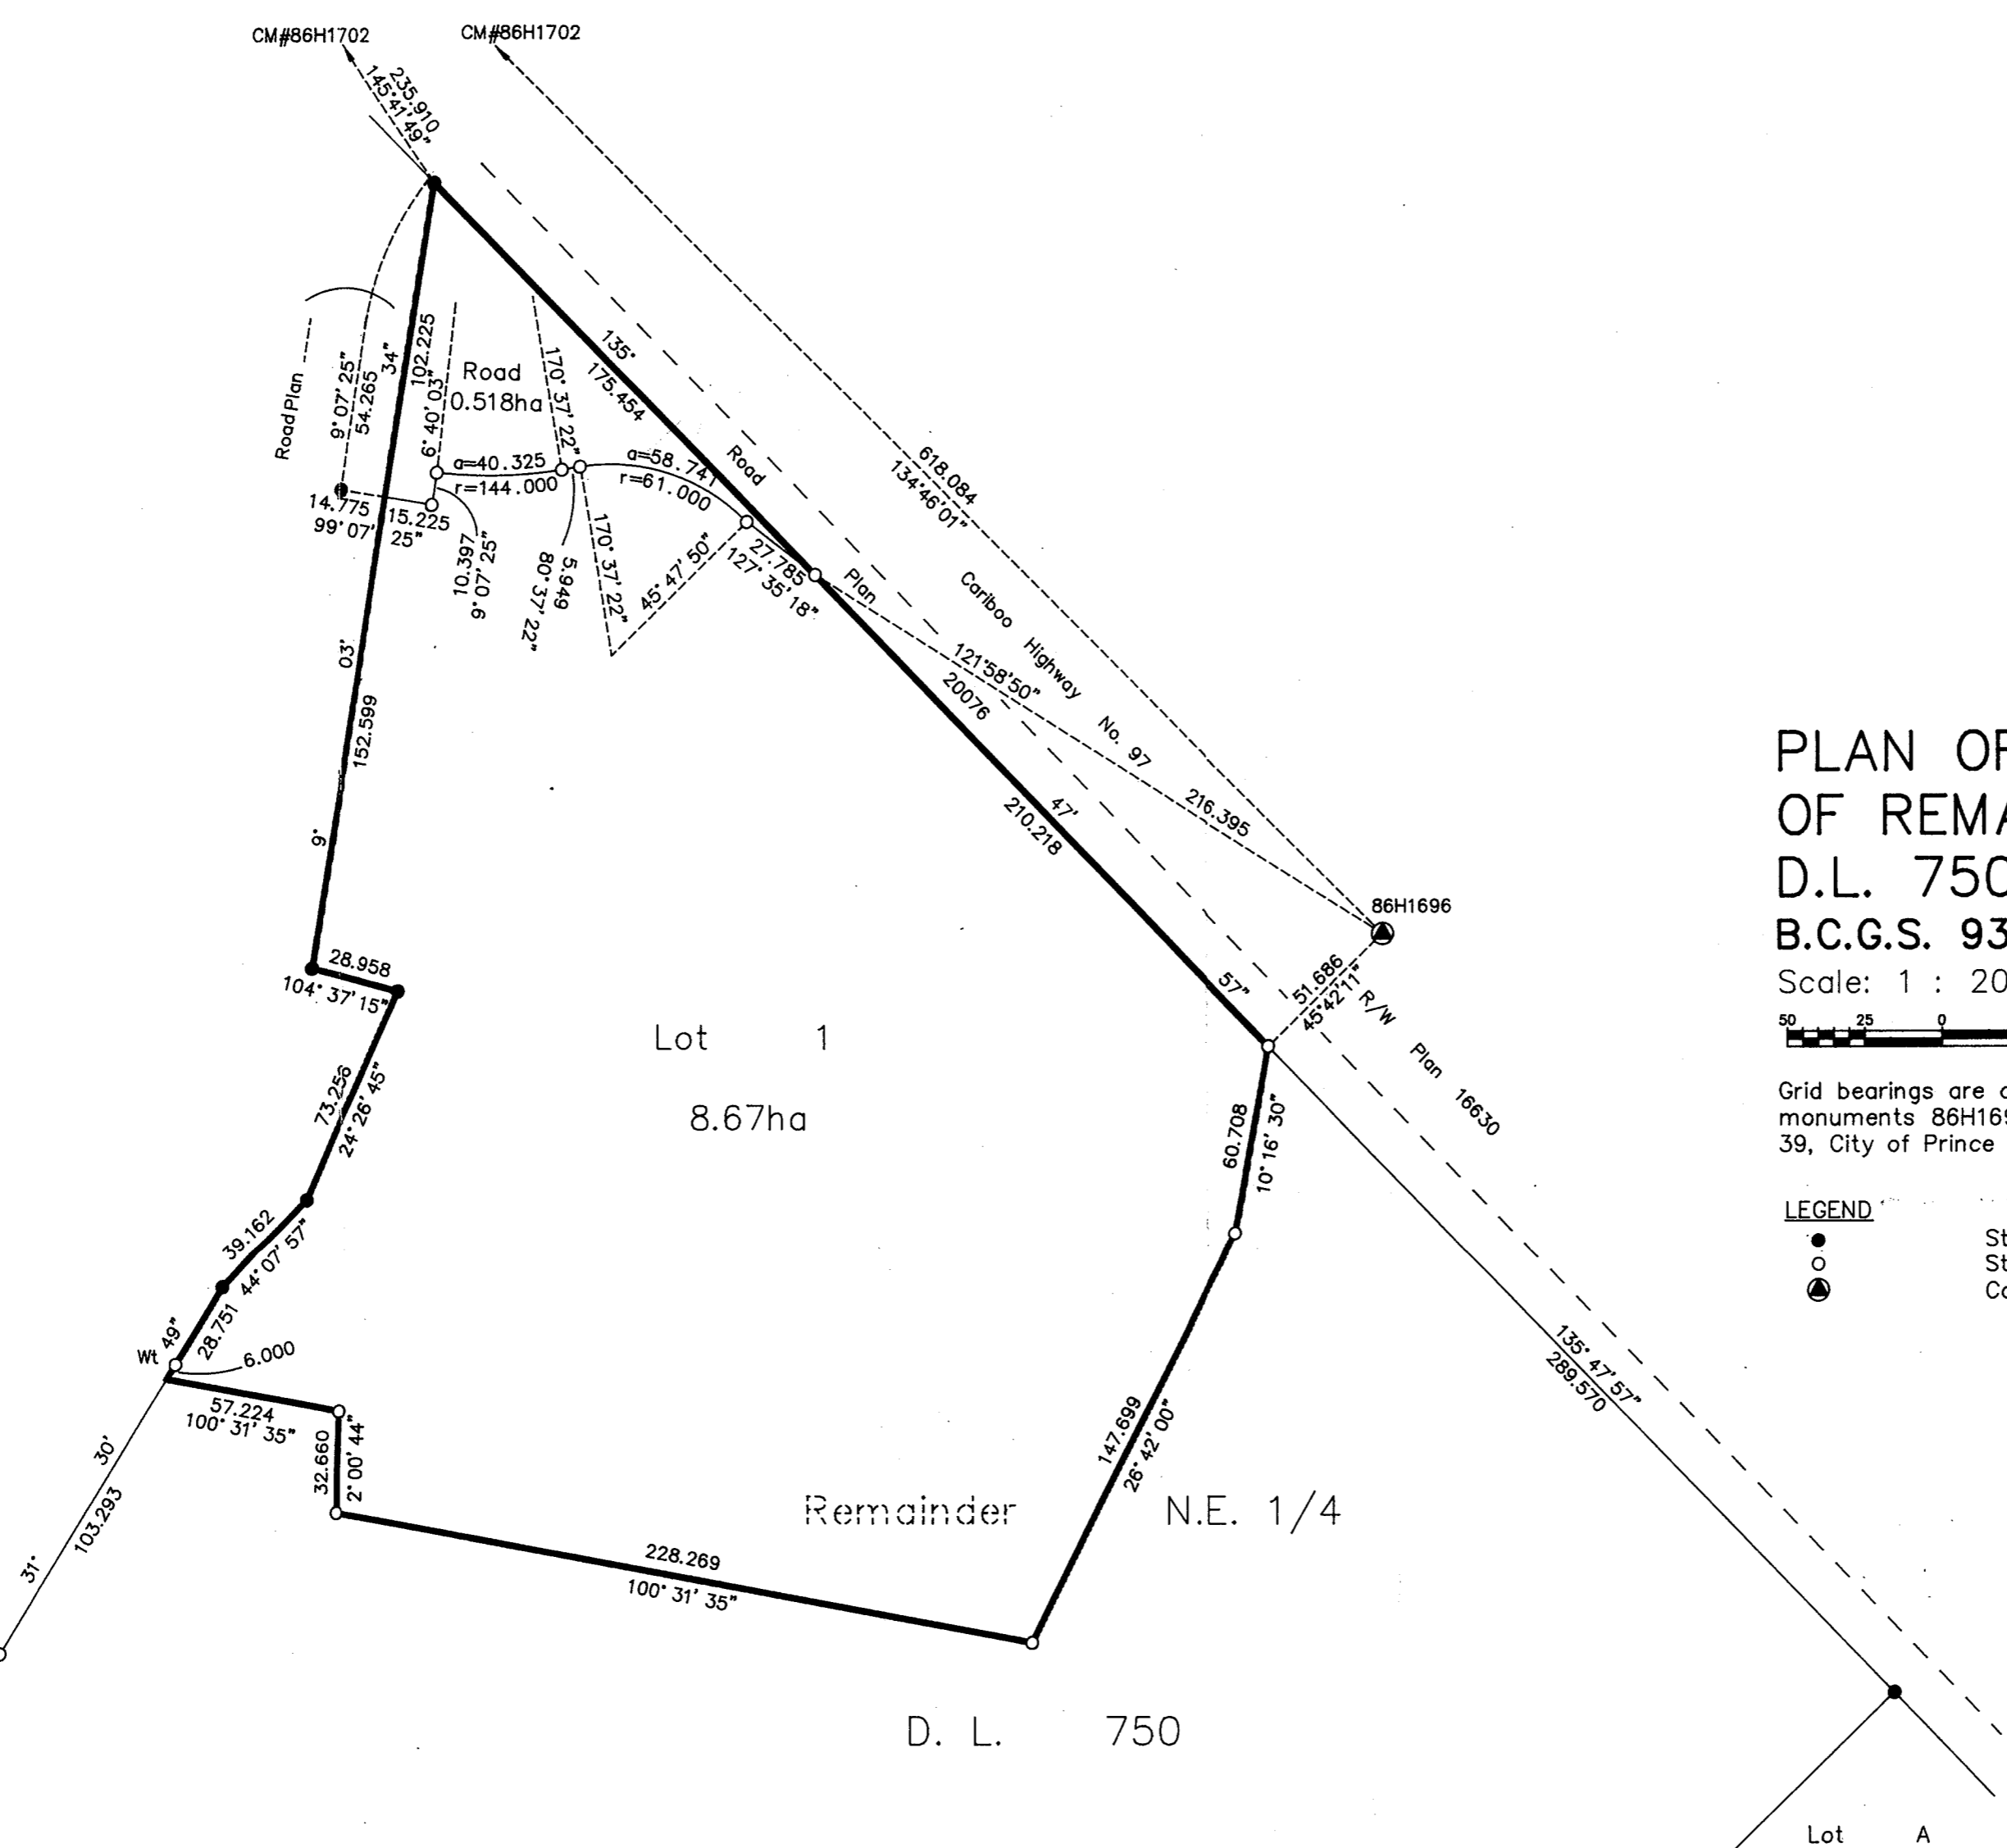 CM#86H1702
CM#86H1702
235.910
145°41'49"
Road Plan
9°07'25"
54.265
34"
102.225
6°40'03"
Road
0.518ha
170°37'22"
135°
175.454
a=40.325
r=144.000
a=58.741
r=61.000
Road
14.775
99°07'
15.225
25"
10.397
9°07'25"
5.949
80°37'22"
170°37'22"
45°47'50"
27.785
127°35'18"
Plan
618.084
134°46'01"
Cariboo Highway No. 97
121°58'50"
20076
216.395
03'
152.599
9°
47'
210.218
86H1696
28.958
104°37'15"
57"
51.686
45°42'11"
R/W Plan 16630
Lot 1
8.67ha
73.256
24°26'45"
60.708
10°16'30"
39.162
44°07'57"
49"
28.751
Wt
6.000
57.224
100°31'35"
32.660
2°00'44"
30'
103.293
31°
147.699
26°42'00"
135°47'57"
289.570
Remainder N.E. 1/4
228.269
100°31'35"
D. L. 750
Lot A
PLAN OF
OF REMA
D.L. 750
B.C.G.S. 93
Scale: 1 : 20
50 25 0
Grid bearings are
monuments 86H169
39, City of Prince
LEGEND
St
St
Co